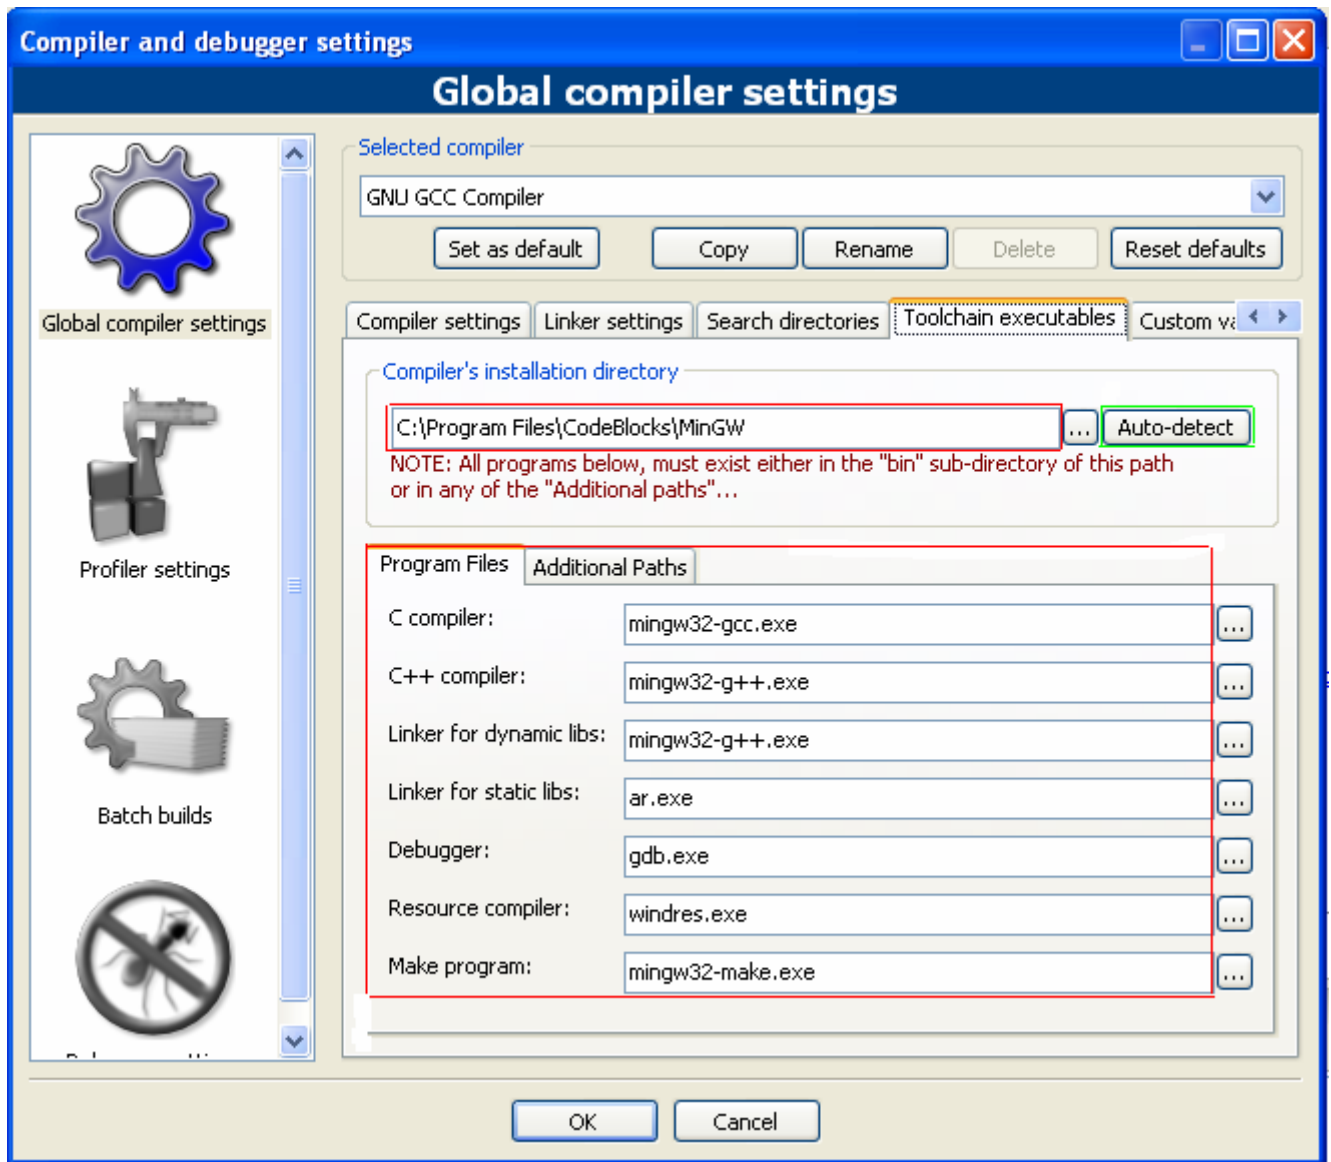 Compiler and debugger settings
Global compiler settings
Global compiler settings
Profiler settings
Batch builds
Selected compiler
GNU GCC Compiler
Set as default Copy Rename Delete Reset defaults
Compiler settings Linker settings Search directories Toolchain executables Custom
Compiler's installation directory
C:\Program Files\CodeBlocks\MinGW ... Auto-detect
NOTE: All programs below, must exist either in the "bin" sub-directory of this path
or in any of the "Additional paths"...
Program Files Additional Paths
C compiler: mingw32-gcc.exe ...
C++ compiler: mingw32-g++.exe ...
Linker for dynamic libs: mingw32-g++.exe ...
Linker for static libs: ar.exe ...
Debugger: gdb.exe ...
Resource compiler: windres.exe ...
Make program: mingw32-make.exe ...
OK Cancel